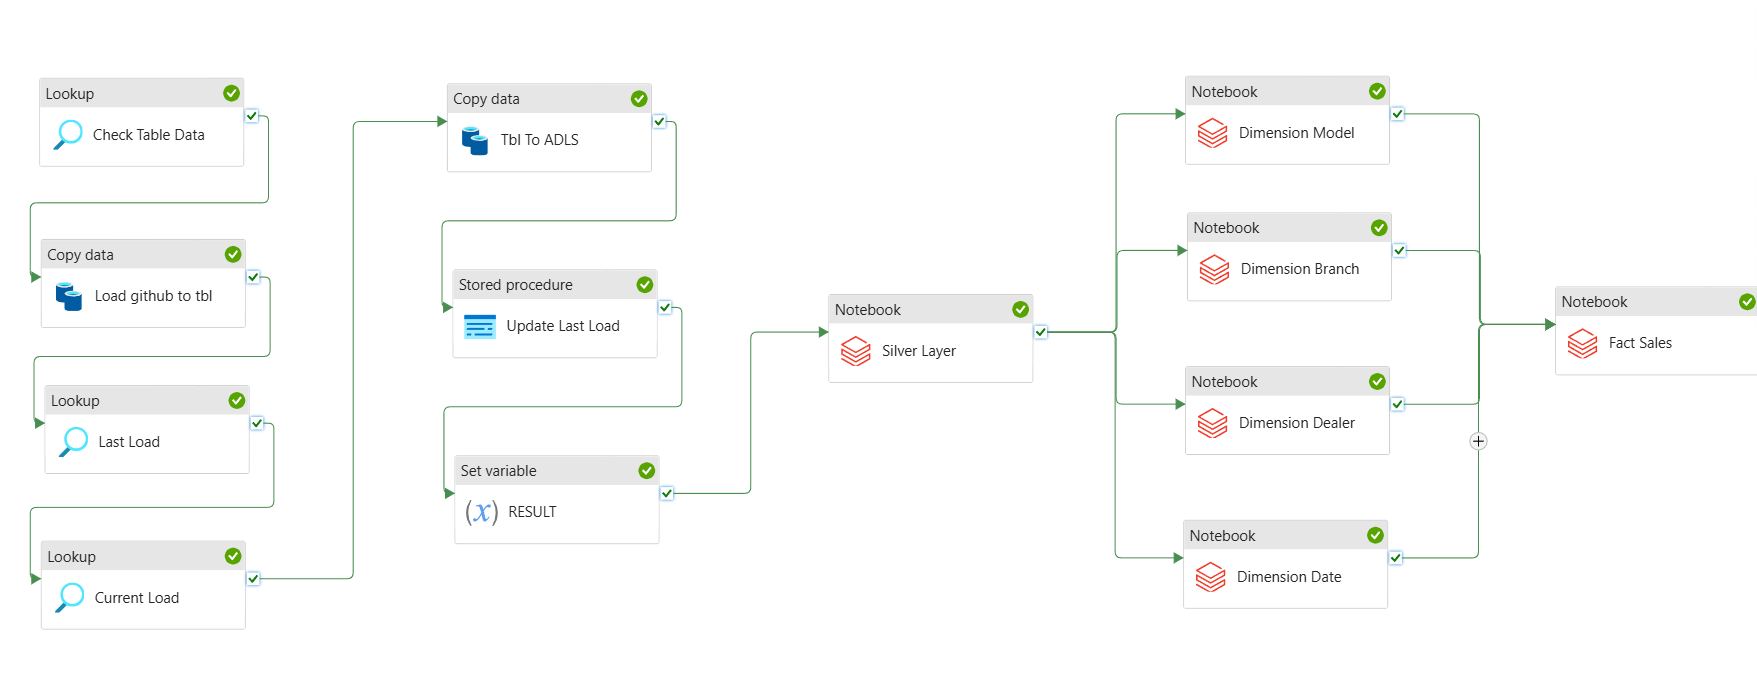 Lookup
Check Table Data
Copy data
Load github to tbl
Lookup
Last Load
Lookup
Current Load
Copy data
Tbl To ADLS
Stored procedure
Update Last Load
Set variable
(x) RESULT
Notebook
Silver Layer
Notebook
Dimension Model
Notebook
Dimension Branch
Notebook
Dimension Dealer
Notebook
Dimension Date
Notebook
Fact Sales